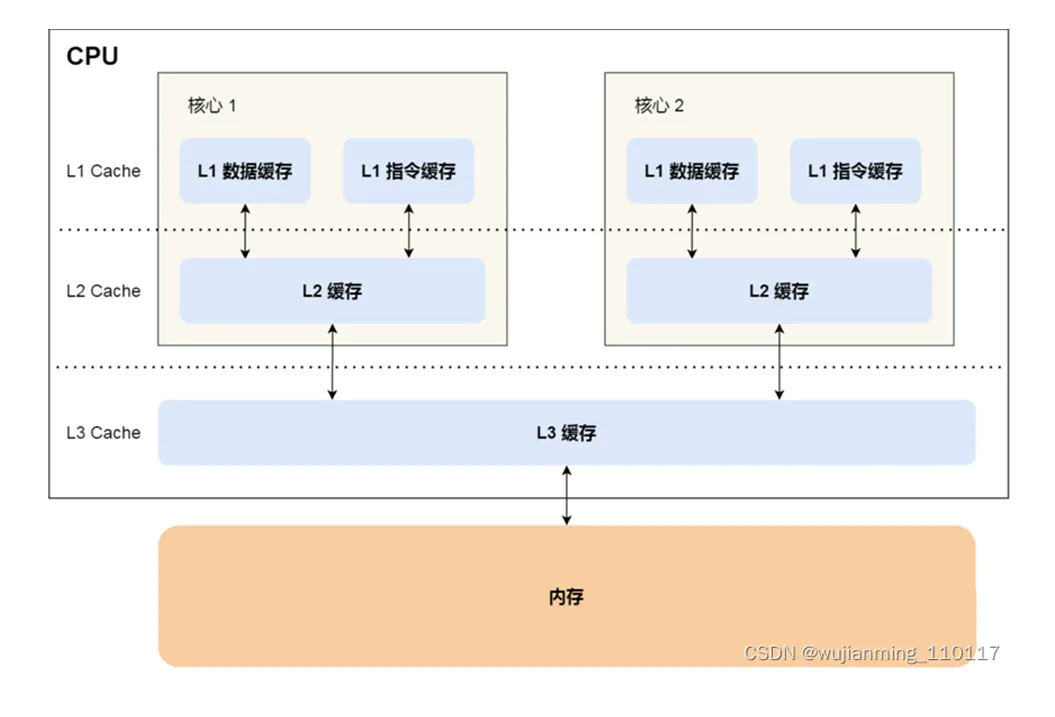 CPU
核心 1
核心 2
L1 Cache
L1 数据缓存
L1 指令缓存
L1 数据缓存
L1 指令缓存
L2 Cache
L2 缓存
L2 缓存
L3 Cache
L3 缓存
内存
CSDN @wujianming_110117